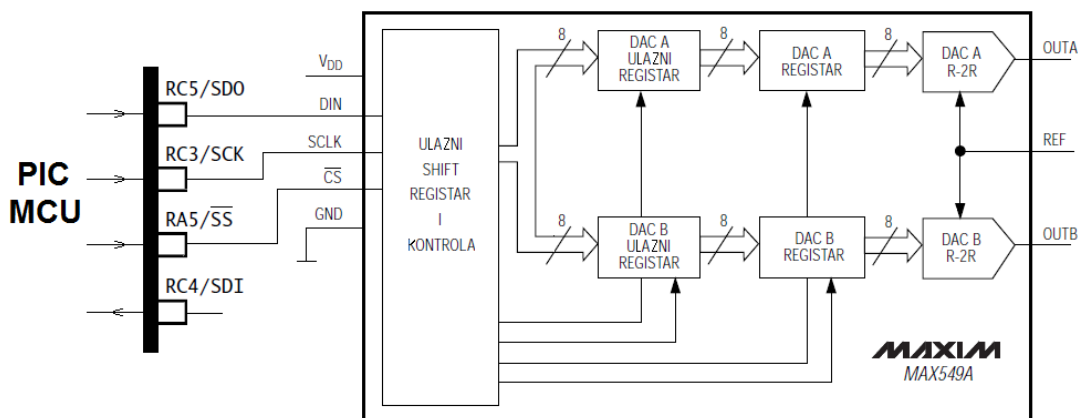 PIC
MCU
RC5/SDO
RC3/SCK
RA5/SS
RC4/SDI
VDD
DIN
SCLK
CS
GND
ULAZNI
SHIFT
REGISTAR
I
KONTROLA
8
DAC A
ULAZNI
REGISTAR
8
DAC A
REGISTAR
8
DAC A
R-2R
OUTA
REF
8
DAC B
ULAZNI
REGISTAR
8
DAC B
REGISTAR
8
DAC B
R-2R
OUTB
MAXIM
MAX549A